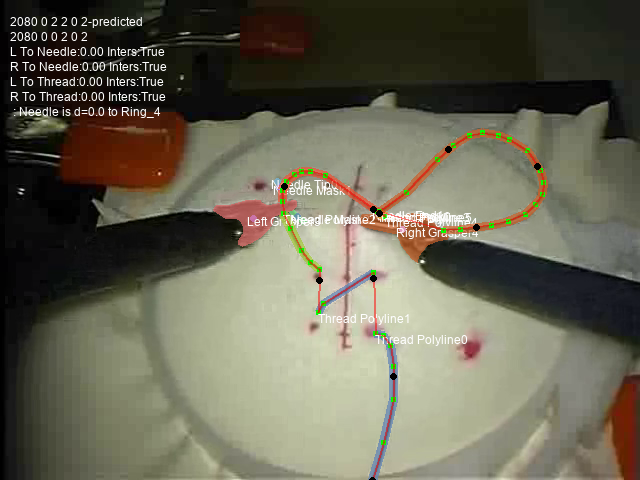 2080 0 2 2 0 2-predicted
2080 0 0 2 0 2
L To Needle:0.00 Inters:True
R To Needle:0.00 Inters:True
L To Thread:0.00 Inters:True
R To Thread:0.00 Inters:True
: Needle is d=0.0 to Ring_4
Needle Tip
Needle Mask
Left
Thread Polyline4
Right Grasper4
Thread Polyline1
Thread Polyline0